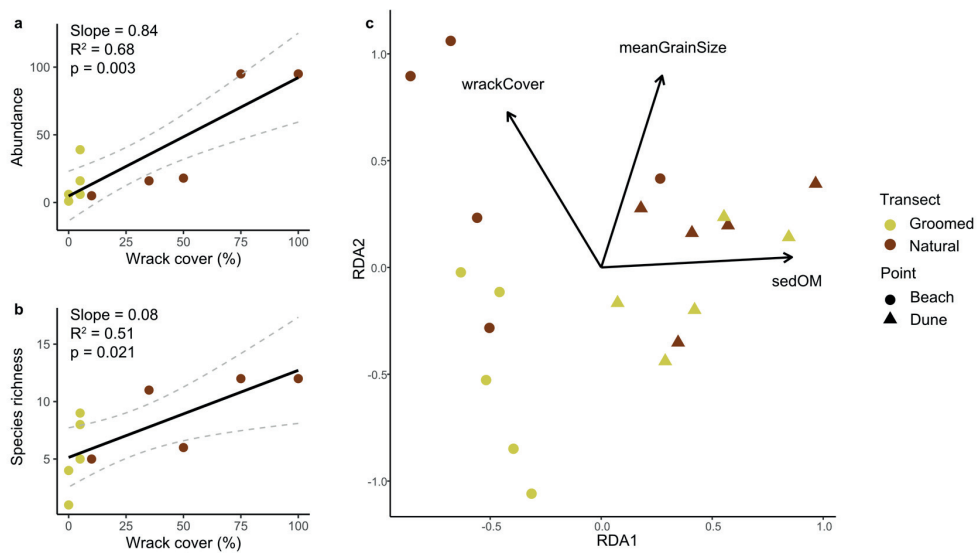 a
Slope = 0.84
R² = 0.68
p = 0.003
Abundance
100
50
0
0
25
50
75
100
Wrack cover (%)
b
Slope = 0.08
R² = 0.51
p = 0.021
Species richness
15
10
5
0
25
50
75
100
Wrack cover (%)
c
meanGrainSize
wrackCover
sedOM
RDA2
1.0
0.5
0.0
-0.5
-1.0
-0.5
0.0
0.5
1.0
RDA1
Transect
Groomed
Natural
Point
Beach
Dune